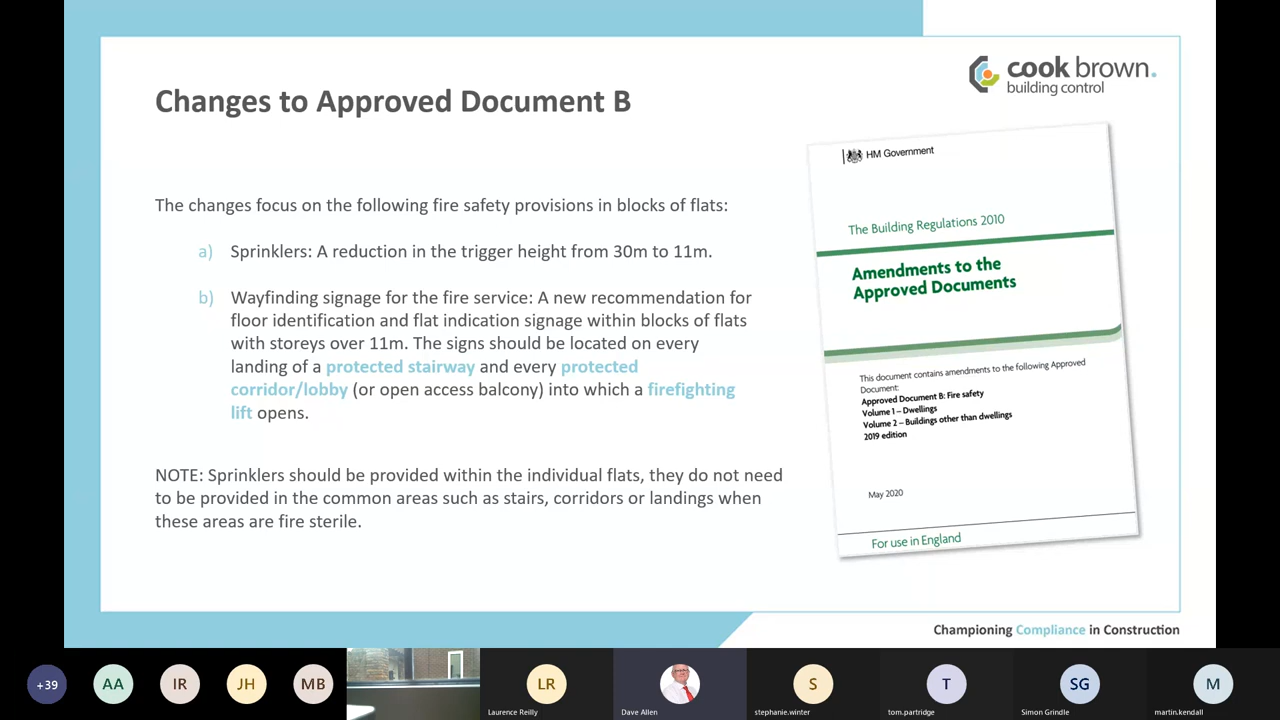 cook brown.
building control
Changes to Approved Document B
The changes focus on the following fire safety provisions in blocks of flats:
a) Sprinklers: A reduction in the trigger height from 30m to 11m.
b) Wayfinding signage for the fire service: A new recommendation for
floor identification and flat indication signage within blocks of flats
with storeys over 11m. The signs should be located on every
landing of a protected stairway and every protected
corridor/lobby (or open access balcony) into which a firefighting
lift opens.
NOTE: Sprinklers should be provided within the individual flats, they do not need
to be provided in the common areas such as stairs, corridors or landings when
these areas are fire sterile.
HM Government
The Building Regulations 2010
Amendments to the
Approved Documents
This document contains amendments to the following Approved
Document:
Approved Document B: Fire safety
Volume 1 – Dwellings
Volume 2 – Buildings other than dwellings
2019 edition
May 2020
For use in England
Championing Compliance in Construction
+39
AA
IR
JH
MB
LR
Laurence Reilly
Dave Allen
S
stephanie.winter
T
tom.partridge
SG
Simon Grindle
M
martin.kendall